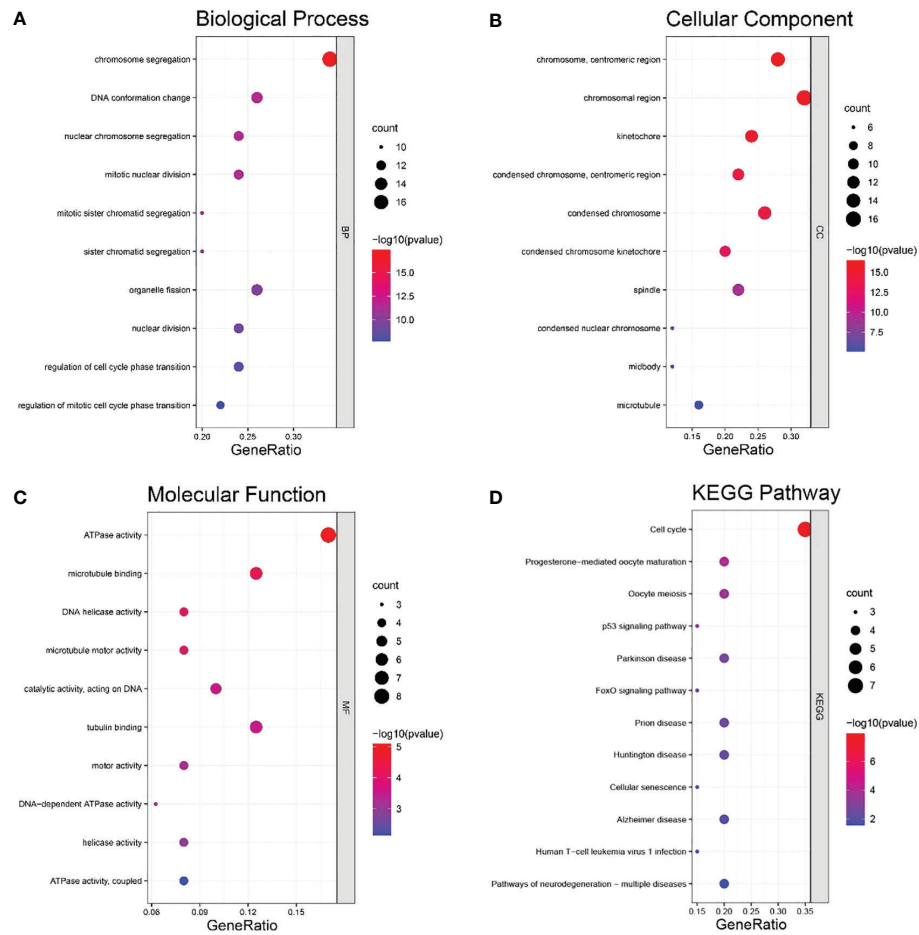 A
Biological Process
chromosome segregation
DNA conformation change
nuclear chromosome segregation
mitotic nuclear division
mitotic sister chromatid segregation
sister chromatid segregation
organelle fission
nuclear division
regulation of cell cycle phase transition
regulation of mitotic cell cycle phase transition
0.20 0.25 0.30
GeneRatio
BP
count
10
12
14
16
−log10(pvalue)
15.0
12.5
10.0
B
Cellular Component
chromosome, centromeric region
chromosomal region
kinetochore
condensed chromosome, centromeric region
condensed chromosome
condensed chromosome kinetochore
spindle
condensed nuclear chromosome
midbody
microtubule
0.15 0.20 0.25 0.30
GeneRatio
CC
count
6
8
10
12
14
16
−log10(pvalue)
15.0
12.5
10.0
7.5
C
Molecular Function
ATPase activity
microtubule binding
DNA helicase activity
microtubule motor activity
catalytic activity, acting on DNA
tubulin binding
motor activity
DNA−dependent ATPase activity
helicase activity
ATPase activity, coupled
0.06 0.09 0.12 0.15
GeneRatio
MF
count
3
4
5
6
7
8
−log10(pvalue)
5
4
3
D
KEGG Pathway
Cell cycle
Progesterone−mediated oocyte maturation
Oocyte meiosis
p53 signaling pathway
Parkinson disease
FoxO signaling pathway
Prion disease
Huntington disease
Cellular senescence
Alzheimer disease
Human T−cell leukemia virus 1 infection
Pathways of neurodegeneration − multiple diseases
0.15 0.20 0.25 0.30 0.35
GeneRatio
KEGG
count
3
4
5
6
7
−log10(pvalue)
6
4
2